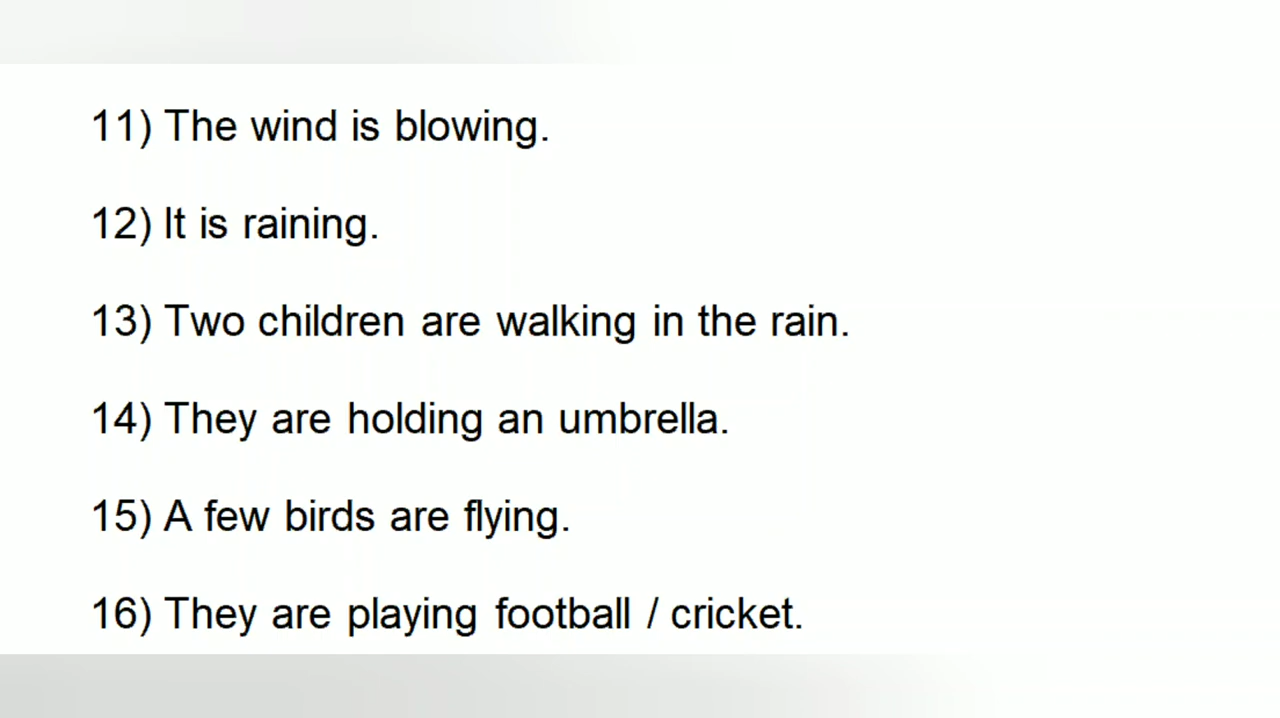 11) The wind is blowing.
12) It is raining.
13) Two children are walking in the rain.
14) They are holding an umbrella.
15) A few birds are flying.
16) They are playing football / cricket.